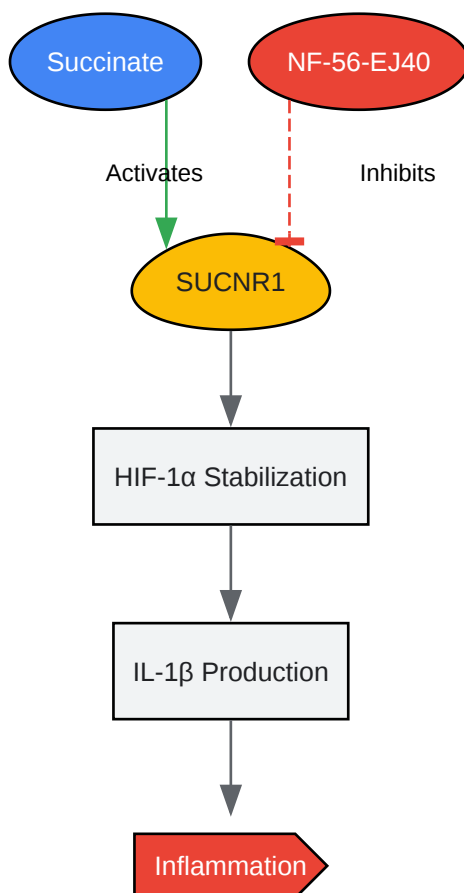 Succinate
NF-56-EJ40
Activates
Inhibits
SUCNR1
HIF-1α Stabilization
IL-1β Production
Inflammation